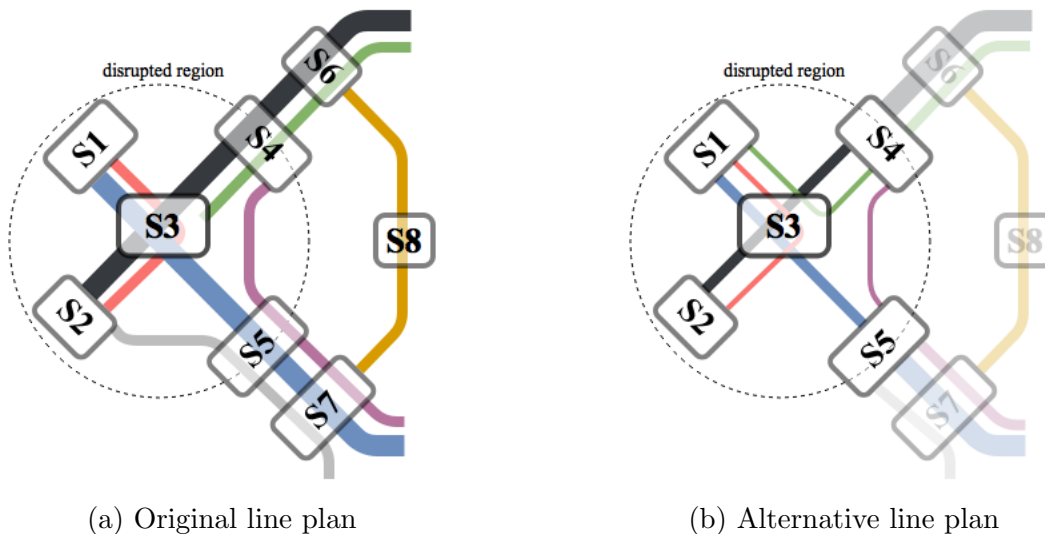 disrupted region
S1
S2
S3
S4
S5
S6
S7
S8
(a) Original line plan
disrupted region
S1
S2
S3
S4
S5
S6
S7
S8
(b) Alternative line plan